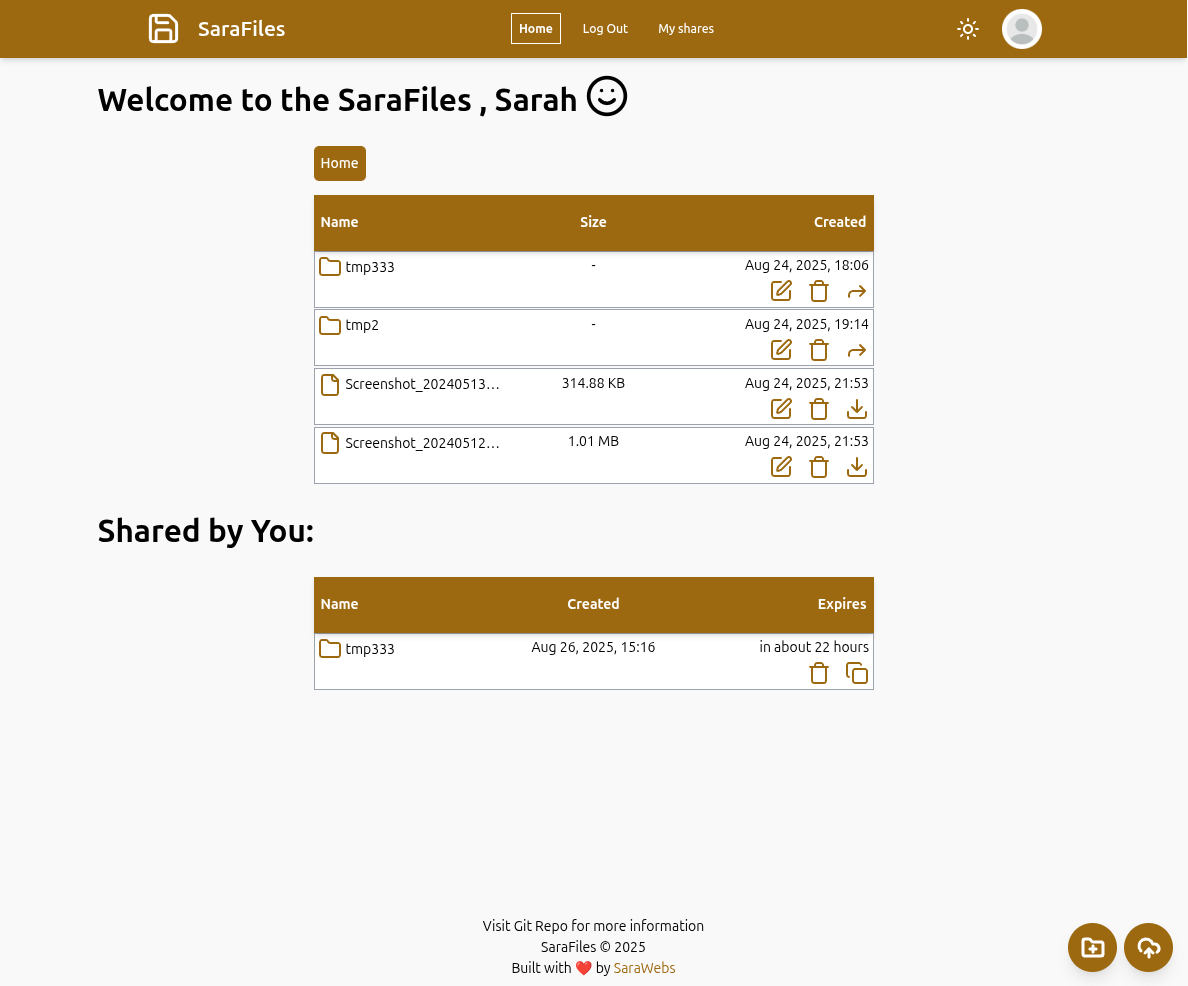 SaraFiles
Home Log Out My shares
Welcome to the SaraFiles , Sarah
Home
Name Size Created
tmp333 - Aug 24, 2025, 18:06
tmp2 - Aug 24, 2025, 19:14
Screenshot_20240513... 314.88 KB Aug 24, 2025, 21:53
Screenshot_20240512... 1.01 MB Aug 24, 2025, 21:53
Shared by You:
Name Created Expires
tmp333 Aug 26, 2025, 15:16 in about 22 hours
Visit Git Repo for more information
SaraFiles © 2025
Built with ❤️ by SaraWebs